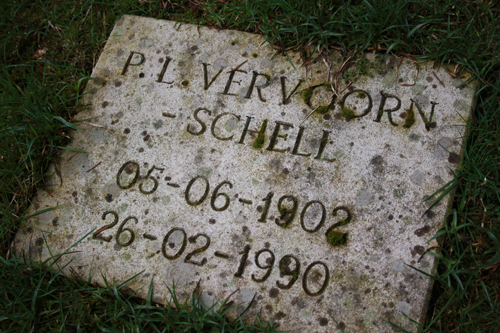 P. L. VERVOORN
- SCHELL
05-06-1902
26-02-1990